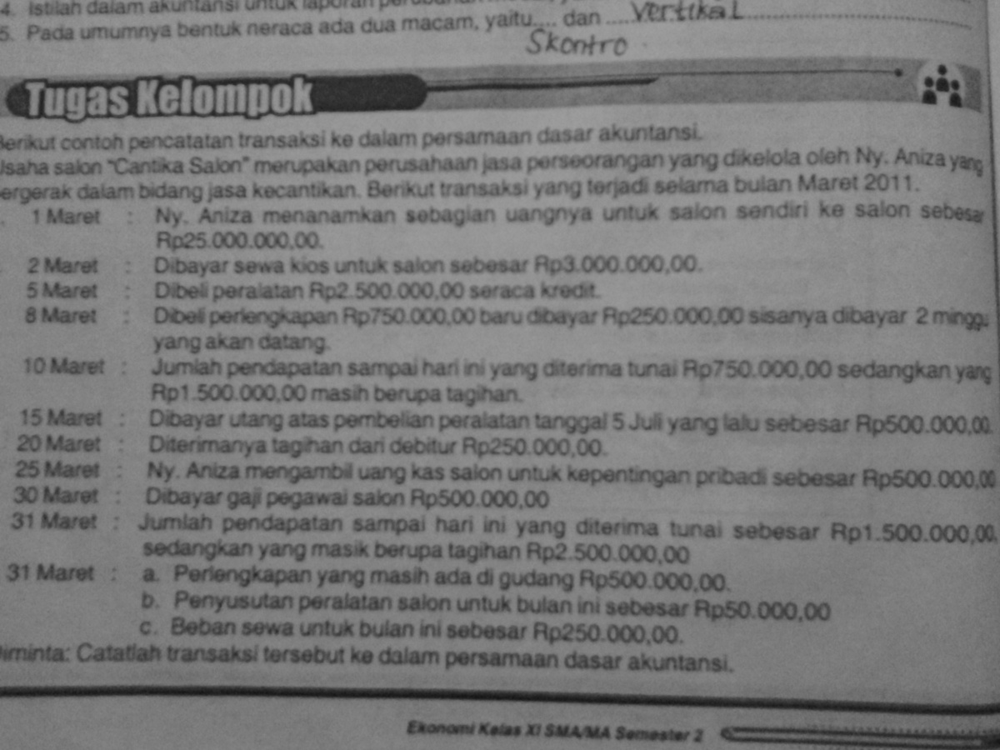 4. Istilah dalam akuntansi untuk laporan
5. Pada umumnya bentuk neraca ada dua macam, yaitu.... dan ....vertikal
Skontro
Tugas Kelompok
Berikut contoh pencatatan transaksi ke dalam persamaan dasar akuntansi.
Usaha salon "Cantika Salon" merupakan perusahaan jasa perseorangan yang dikelola oleh Ny. Aniza yang
bergerak dalam bidang jasa kecantikan. Berikut transaksi yang terjadi selama bulan Maret 2011.
1 Maret : Ny. Aniza menanamkan sebagian uangnya untuk salon sendiri ke salon sebesar
Rp25.000.000,00.
2 Maret : Dibayar sewa kios untuk salon sebesar Rp3.000.000,00.
5 Maret : Dibeli peralatan Rp2.500.000,00 seraca kredit.
8 Maret : Dibeli perlengkapan Rp750.000,00 baru dibayar Rp250.000,00 sisanya dibayar 2 minggu
yang akan datang.
10 Maret : Jumlah pendapatan sampai hari ini yang diterima tunai Rp750.000,00 sedangkan yang
Rp1.500.000,00 masih berupa tagihan.
15 Maret : Dibayar utang atas pembelian peralatan tanggal 5 Juli yang lalu sebesar Rp500.000,00.
20 Maret : Diterimanya tagihan dari debitur Rp250.000,00.
25 Maret : Ny. Aniza mengambil uang kas salon untuk kepentingan pribadi sebesar Rp500.000,00
30 Maret : Dibayar gaji pegawai salon Rp500.000,00
31 Maret : Jumlah pendapatan sampai hari ini yang diterima tunai sebesar Rp1.500.000,00.
sedangkan yang masik berupa tagihan Rp2.500.000,00
31 Maret : a. Perlengkapan yang masih ada di gudang Rp500.000,00.
b. Penyusutan peralatan salon untuk bulan ini sebesar Rp50.000,00
c. Beban sewa untuk bulan ini sebesar Rp250.000,00.
Diminta: Catatlah transaksi tersebut ke dalam persamaan dasar akuntansi.
Ekonomi Kelas XI SMA/MA Semester 2